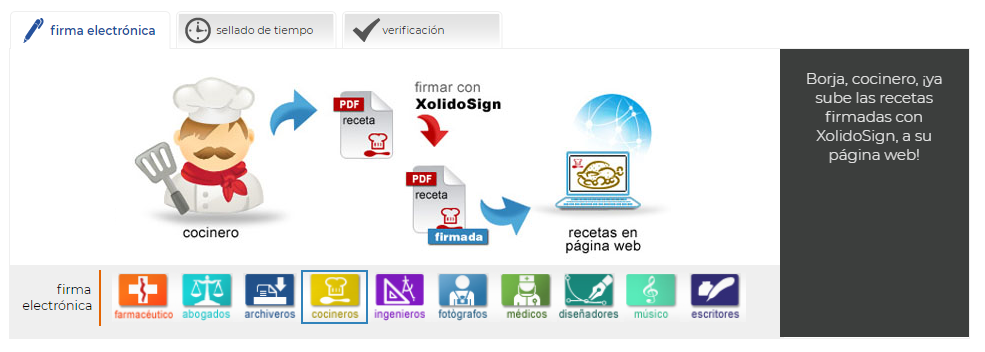 firma electrónica
sellado de tiempo
verificación
PDF
receta
firmar con
XolidoSign
PDF
receta
firmada
cocinero
recetas en
página web
Borja, cocinero, ¡ya
sube las recetas
firmadas con
XolidoSign, a su
página web!
firma
electrónica
farmacéutico
abogados
archiveros
cocineros
ingenieros
fotògrafos
médicos
diseñadores
músico
escritores